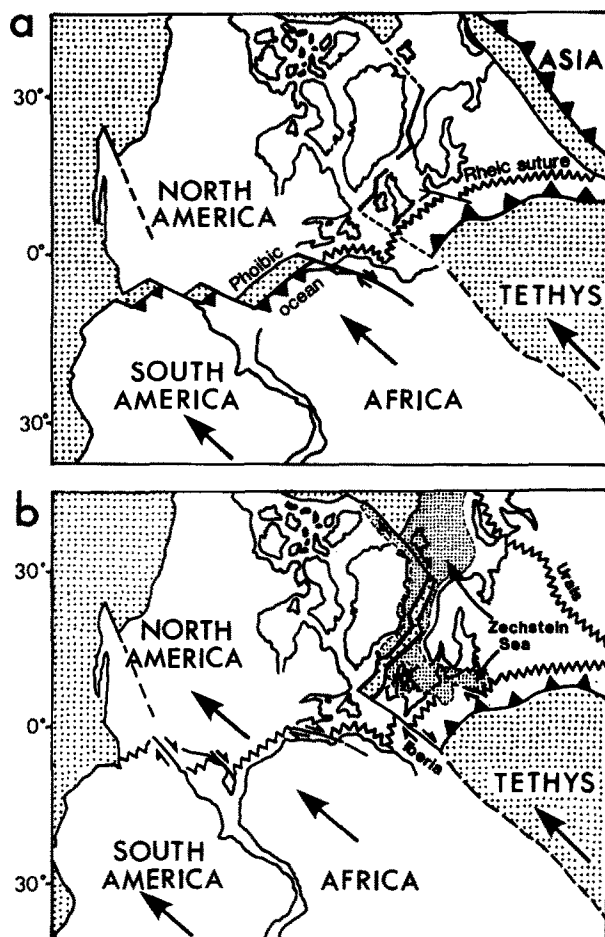 a
ASIA
30°
Rheic suture
NORTH
AMERICA
0°
Phoibic
ocean
TETHYS
SOUTH
AMERICA
AFRICA
30°
b
30°
Urals
Zechstein
Sea
NORTH
AMERICA
0°
Iberia
TETHYS
SOUTH
AMERICA
AFRICA
30°